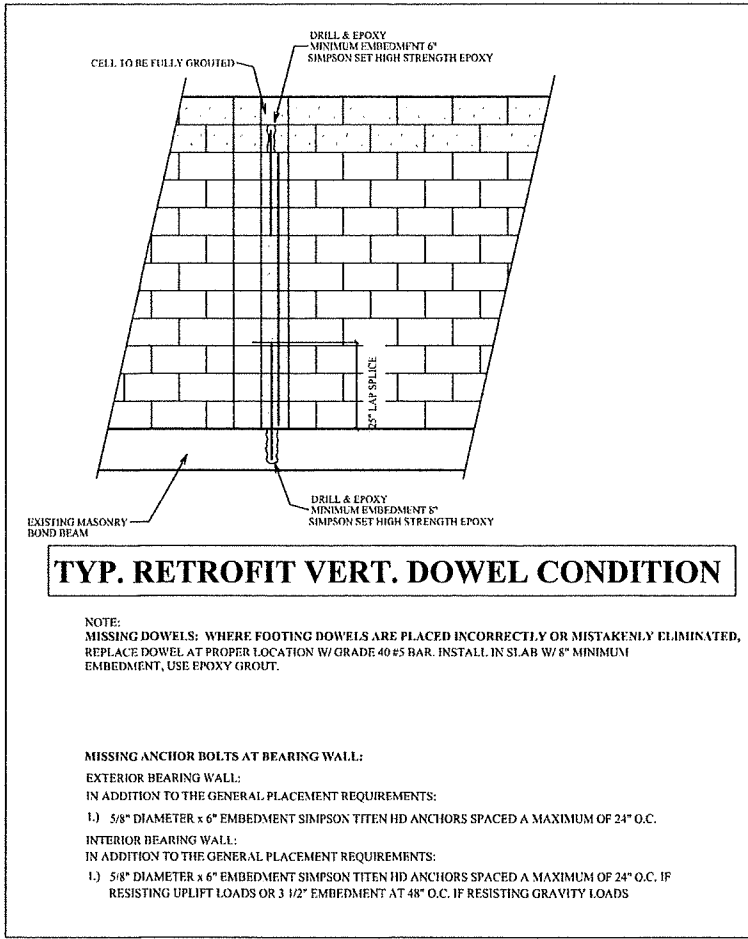 DRILL & EPOXY
MINIMUM EMBEDMENT 6"
SIMPSON SET HIGH STRENGTH EPOXY
CELL TO BE FULLY GROUTED
25" LAP SPLICE
DRILL & EPOXY
MINIMUM EMBEDMENT 8"
SIMPSON SET HIGH STRENGTH EPOXY
EXISTING MASONRY
BOND BEAM
TYP. RETROFIT VERT. DOWEL CONDITION
NOTE:
MISSING DOWELS: WHERE FOOTING DOWELS ARE PLACED INCORRECTLY OR MISTAKENLY ELIMINATED,
REPLACE DOWEL AT PROPER LOCATION W/ GRADE 40 #5 BAR. INSTALL IN SLAB W/ 8" MINIMUM
EMBEDMENT, USE EPOXY GROUT.
MISSING ANCHOR BOLTS AT BEARING WALL:
EXTERIOR BEARING WALL:
IN ADDITION TO THE GENERAL PLACEMENT REQUIREMENTS:
1.) 5/8" DIAMETER x 6" EMBEDMENT SIMPSON TITEN HD ANCHORS SPACED A MAXIMUM OF 24" O.C.
INTERIOR BEARING WALL:
IN ADDITION TO THE GENERAL PLACEMENT REQUIREMENTS:
1.) 5/8" DIAMETER x 6" EMBEDMENT SIMPSON TITEN HD ANCHORS SPACED A MAXIMUM OF 24" O.C. IF
RESISTING UPLIFT LOADS OR 3 1/2" EMBEDMENT AT 48" O.C. IF RESISTING GRAVITY LOADS